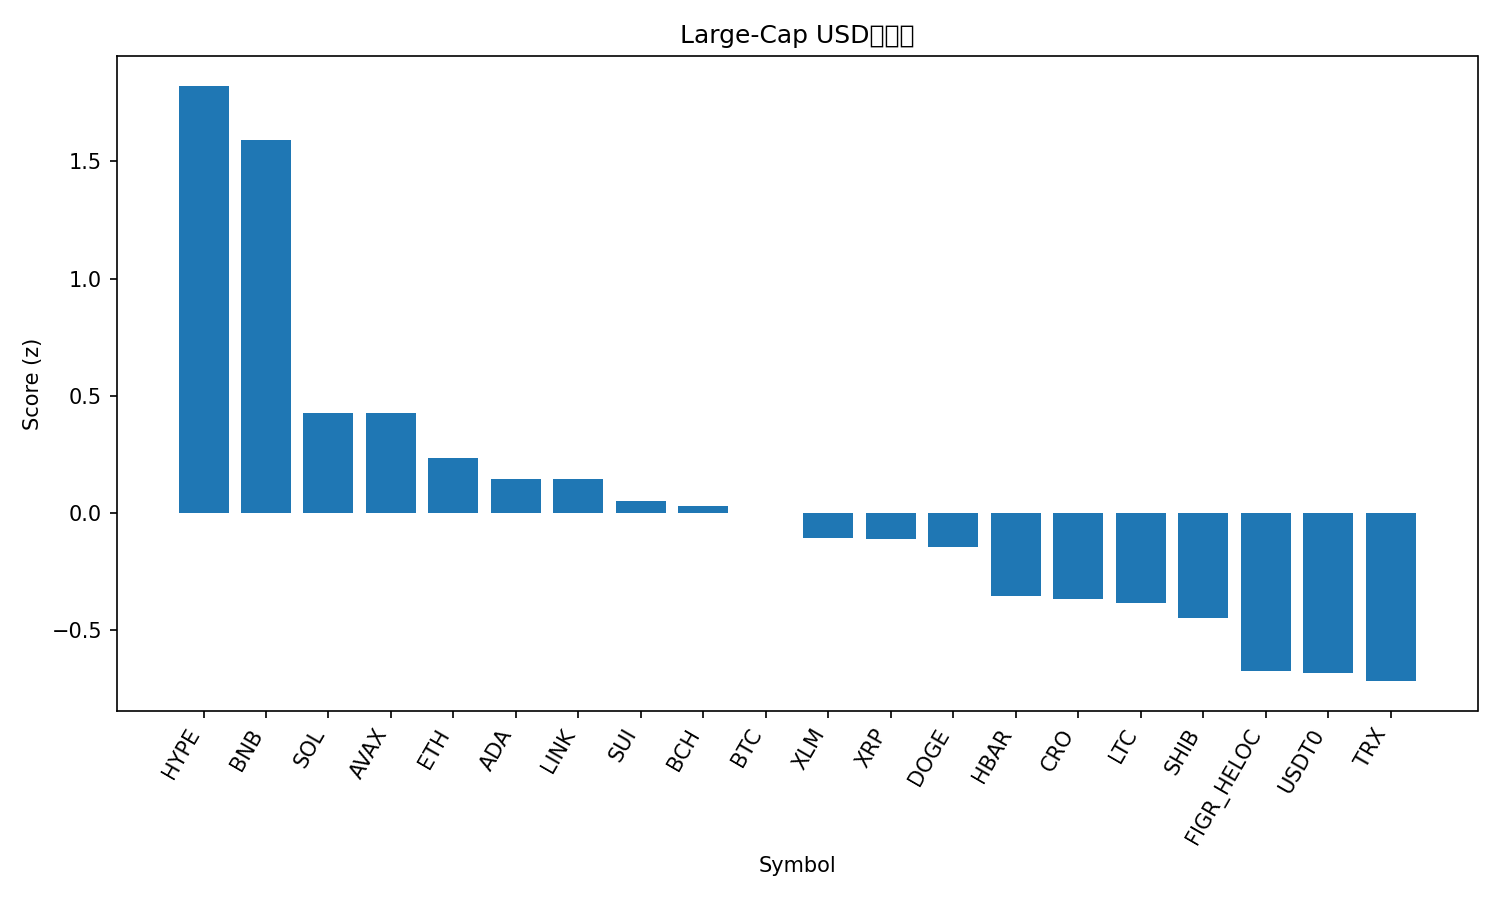 Large-Cap USD
Score (z)
1.5
1.0
0.5
0.0
−0.5
HYPE
BNB
SOL
AVAX
ETH
ADA
LINK
SUI
BCH
BTC
XLM
XRP
DOGE
HBAR
CRO
LTC
SHIB
FIGR_HELOC
USDT0
TRX
Symbol